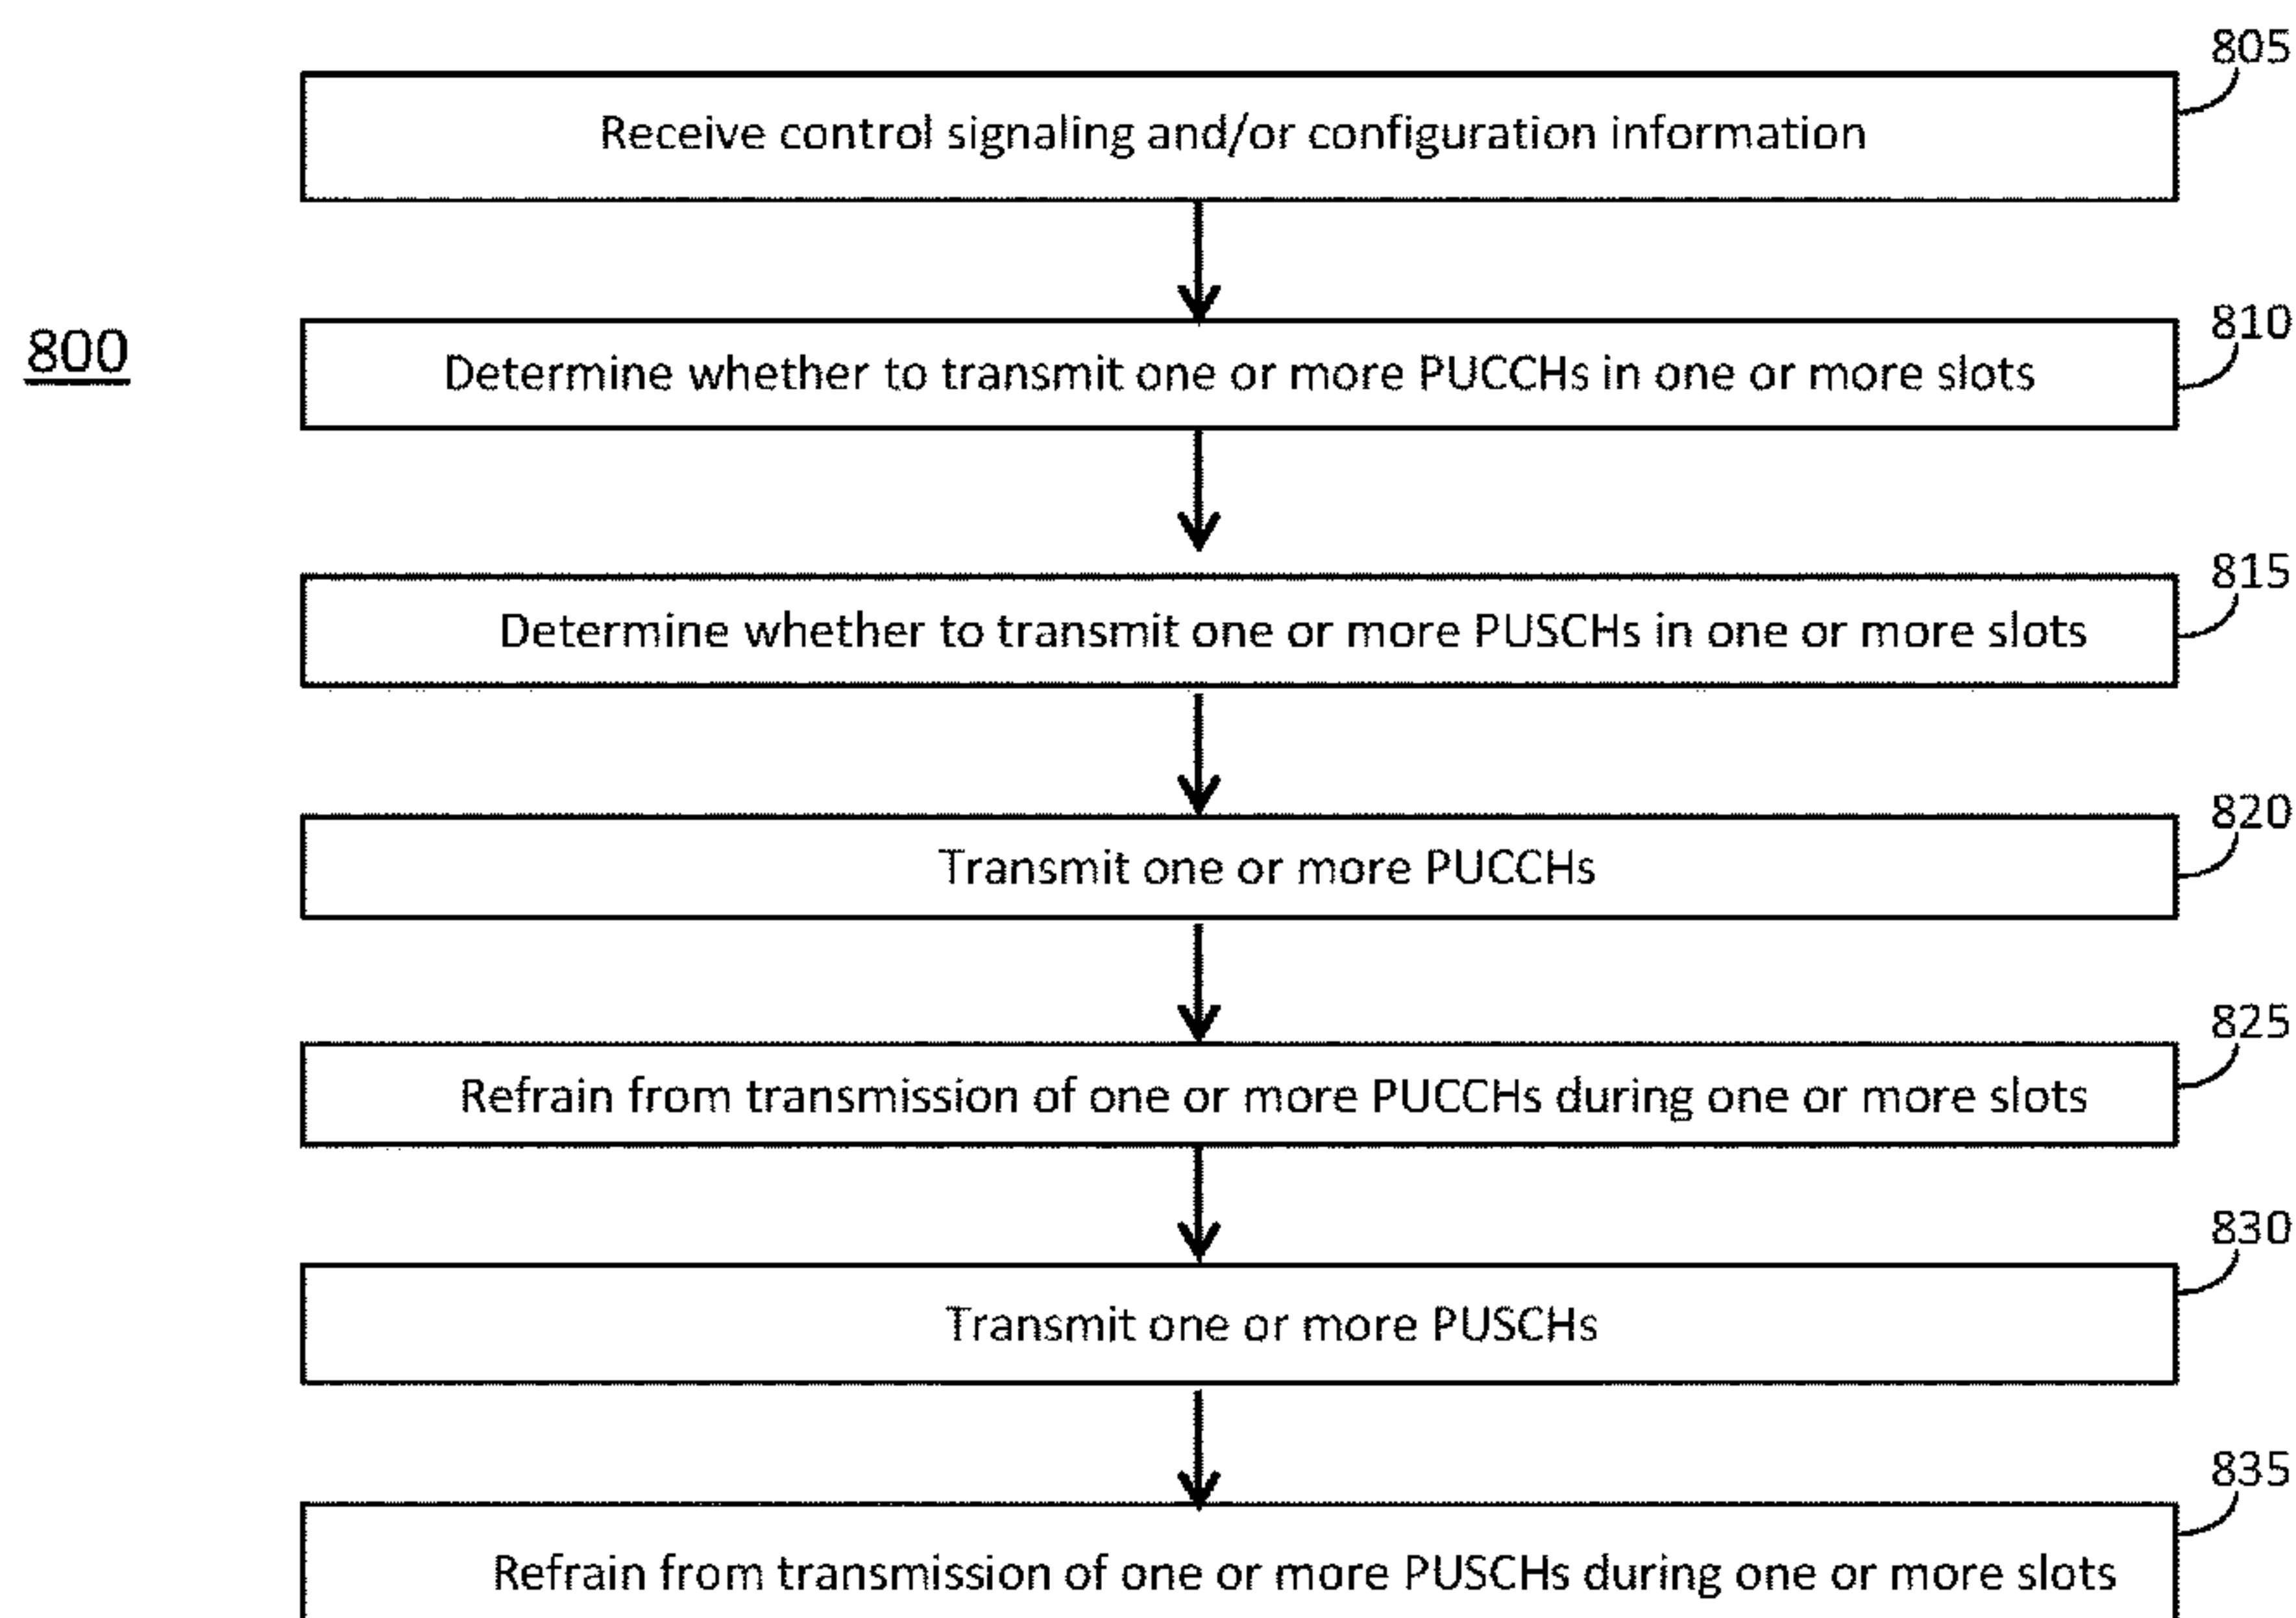 805
Receive control signaling and/or configuration information
810
800
Determine whether to transmit one or more PUCCHs in one or more slots
815
Determine whether to transmit one or more PUSCHs in one or more slots
820
Transmit one or more PUCCHs
825
Refrain from transmission of one or more PUCCHs during one or more slots
830
Transmit one or more PUSCHs
835
Refrain from transmission of one or more PUSCHs during one or more slots